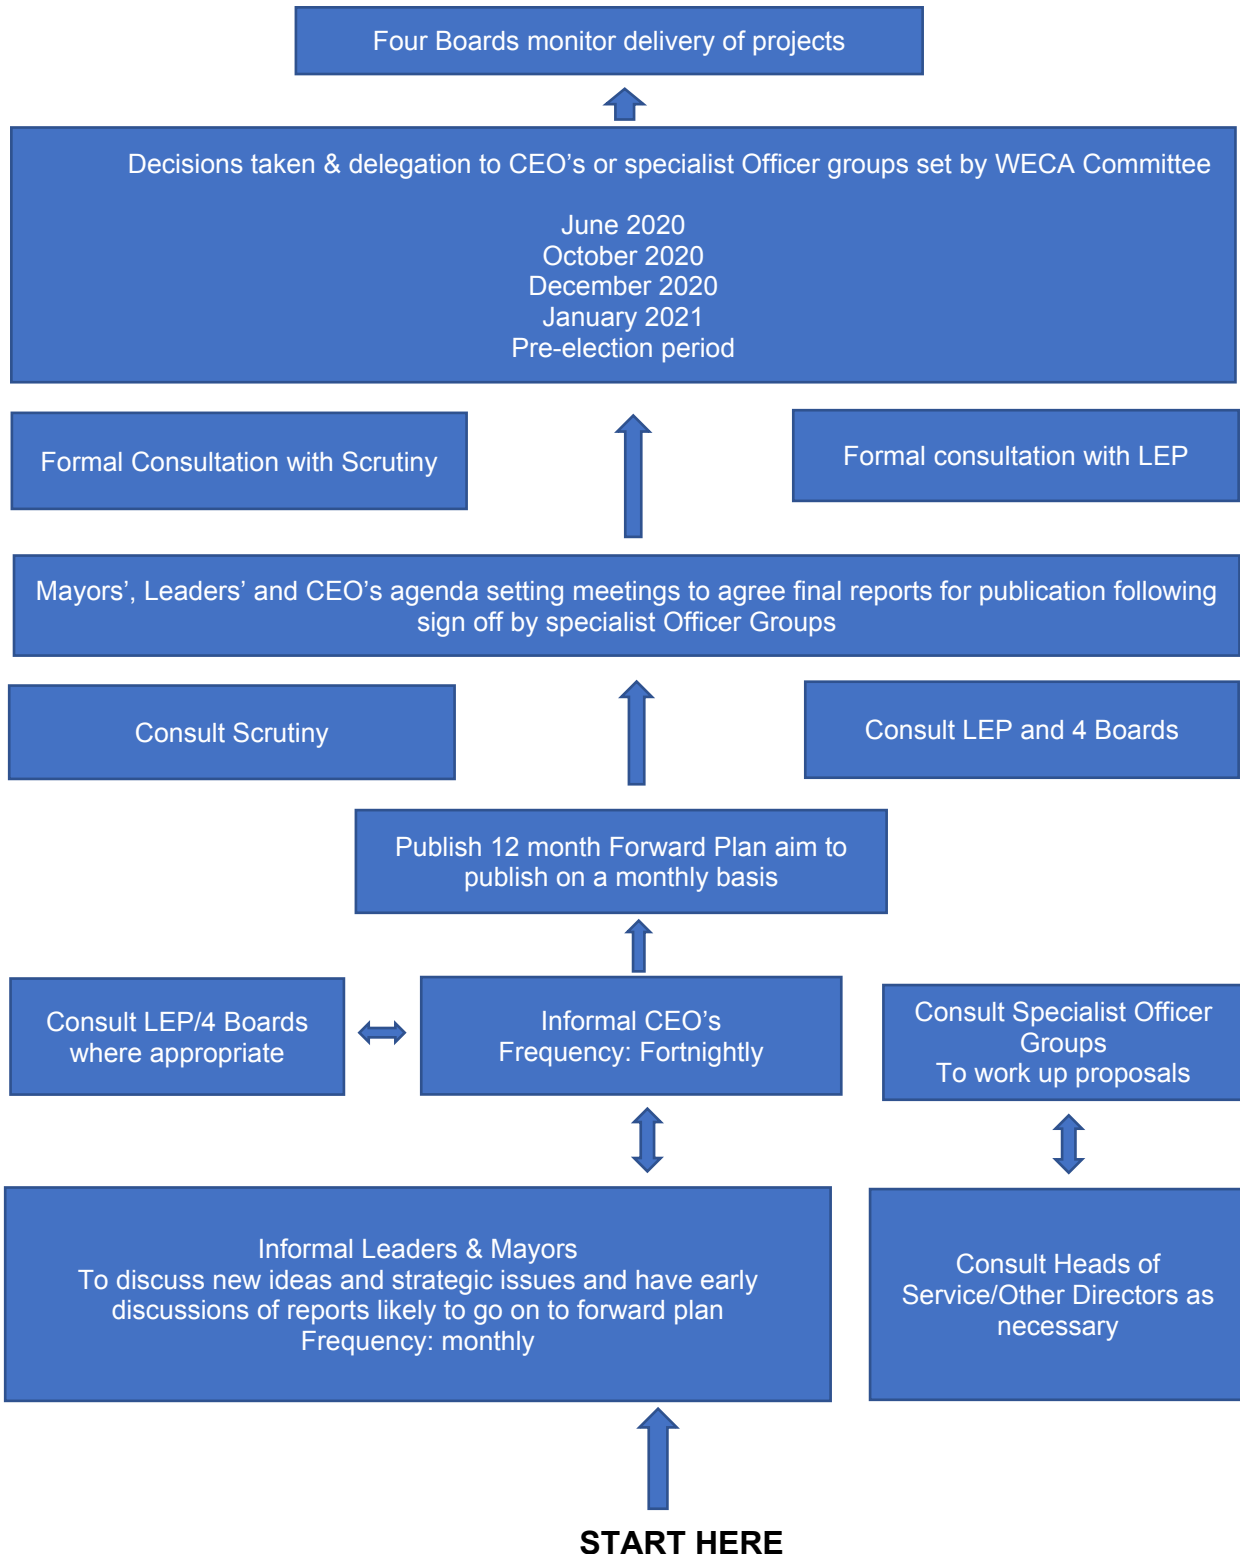 Four Boards monitor delivery of projects
Decisions taken & delegation to CEO’s or specialist Officer groups set by WECA Committee
June 2020
October 2020
December 2020
January 2021
Pre-election period
Formal Consultation with Scrutiny
Formal consultation with LEP
Mayors’, Leaders’ and CEO’s agenda setting meetings to agree final reports for publication following
sign off by specialist Officer Groups
Consult Scrutiny
Consult LEP and 4 Boards
Publish 12 month Forward Plan aim to
publish on a monthly basis
Consult LEP/4 Boards
where appropriate
Informal CEO’s
Frequency: Fortnightly
Consult Specialist Officer
Groups
To work up proposals
Informal Leaders & Mayors
To discuss new ideas and strategic issues and have early
discussions of reports likely to go on to forward plan
Frequency: monthly
Consult Heads of
Service/Other Directors as
necessary
START HERE